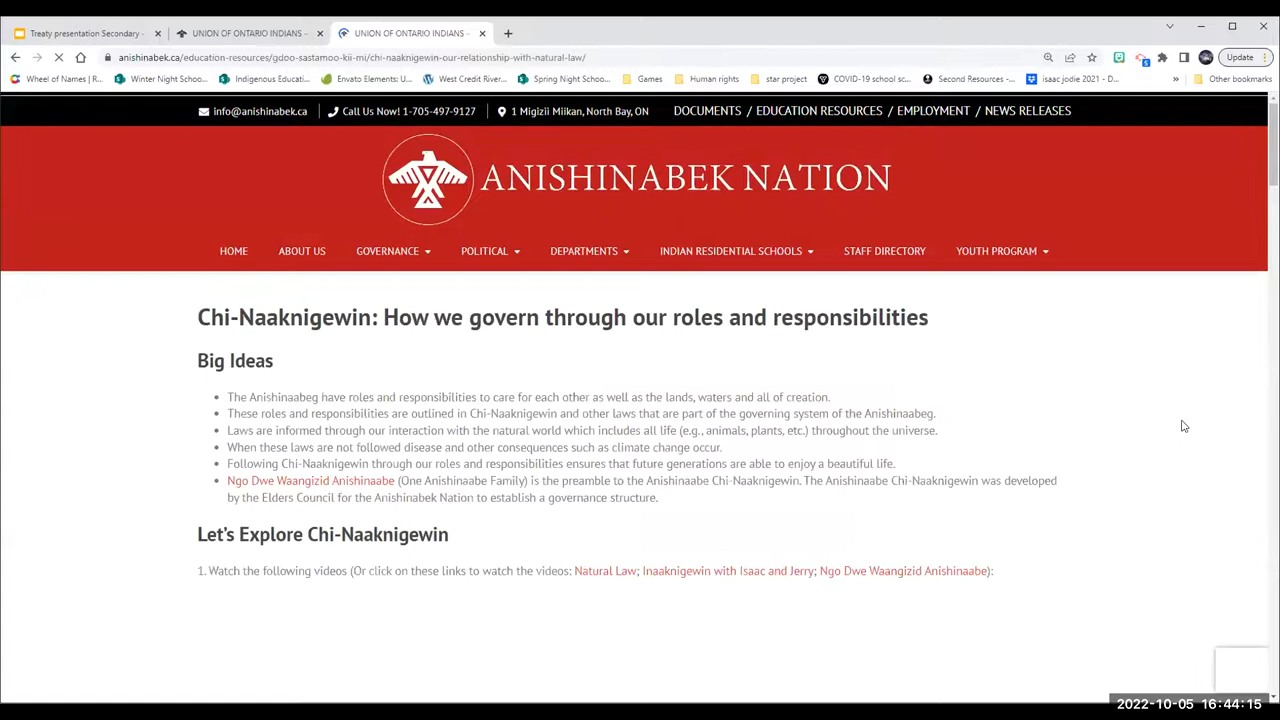 Treaty presentation Secondary -
UNION OF ONTARIO INDIANS -
UNION OF ONTARIO INDIANS -
anishinabek.ca/education-resources/gdoo-sastamoo-kii-mi/chi-naaknigewin-our-relationship-with-natural-law/
Update
Wheel of Names | R...
Winter Night Schoo...
Indigenous Educati...
Envato Elements: U...
West Credit River...
Spring Night Schoo...
Games
Human rights
star project
COVID-19 school sc...
Second Resources -...
isaac jodie 2021 - D...
»
Other bookmarks
info@anishinabek.ca
Call Us Now! 1-705-497-9127
1 Migizii Miikan, North Bay, ON
DOCUMENTS / EDUCATION RESOURCES / EMPLOYMENT / NEWS RELEASES
ANISHINABEK NATION
HOME ABOUT US GOVERNANCE POLITICAL DEPARTMENTS INDIAN RESIDENTIAL SCHOOLS STAFF DIRECTORY YOUTH PROGRAM
Chi-Naaknigewin: How we govern through our roles and responsibilities
Big Ideas
• The Anishinaabeg have roles and responsibilities to care for each other as well as the lands, waters and all of creation.
• These roles and responsibilities are outlined in Chi-Naaknigewin and other laws that are part of the governing system of the Anishinaabeg.
• Laws are informed through our interaction with the natural world which includes all life (e.g., animals, plants, etc.) throughout the universe.
• When these laws are not followed disease and other consequences such as climate change occur.
• Following Chi-Naaknigewin through our roles and responsibilities ensures that future generations are able to enjoy a beautiful life.
• Ngo Dwe Waangizid Anishinaabe (One Anishinaabe Family) is the preamble to the Anishinaabe Chi-Naaknigewin. The Anishinaabe Chi-Naaknigewin was developed
by the Elders Council for the Anishinabek Nation to establish a governance structure.
Let's Explore Chi-Naaknigewin
1. Watch the following videos (Or click on these links to watch the videos: Natural Law; Inaaknigewin with Isaac and Jerry; Ngo Dwe Waangizid Anishinaabe):
2022-10-05 16:44:15